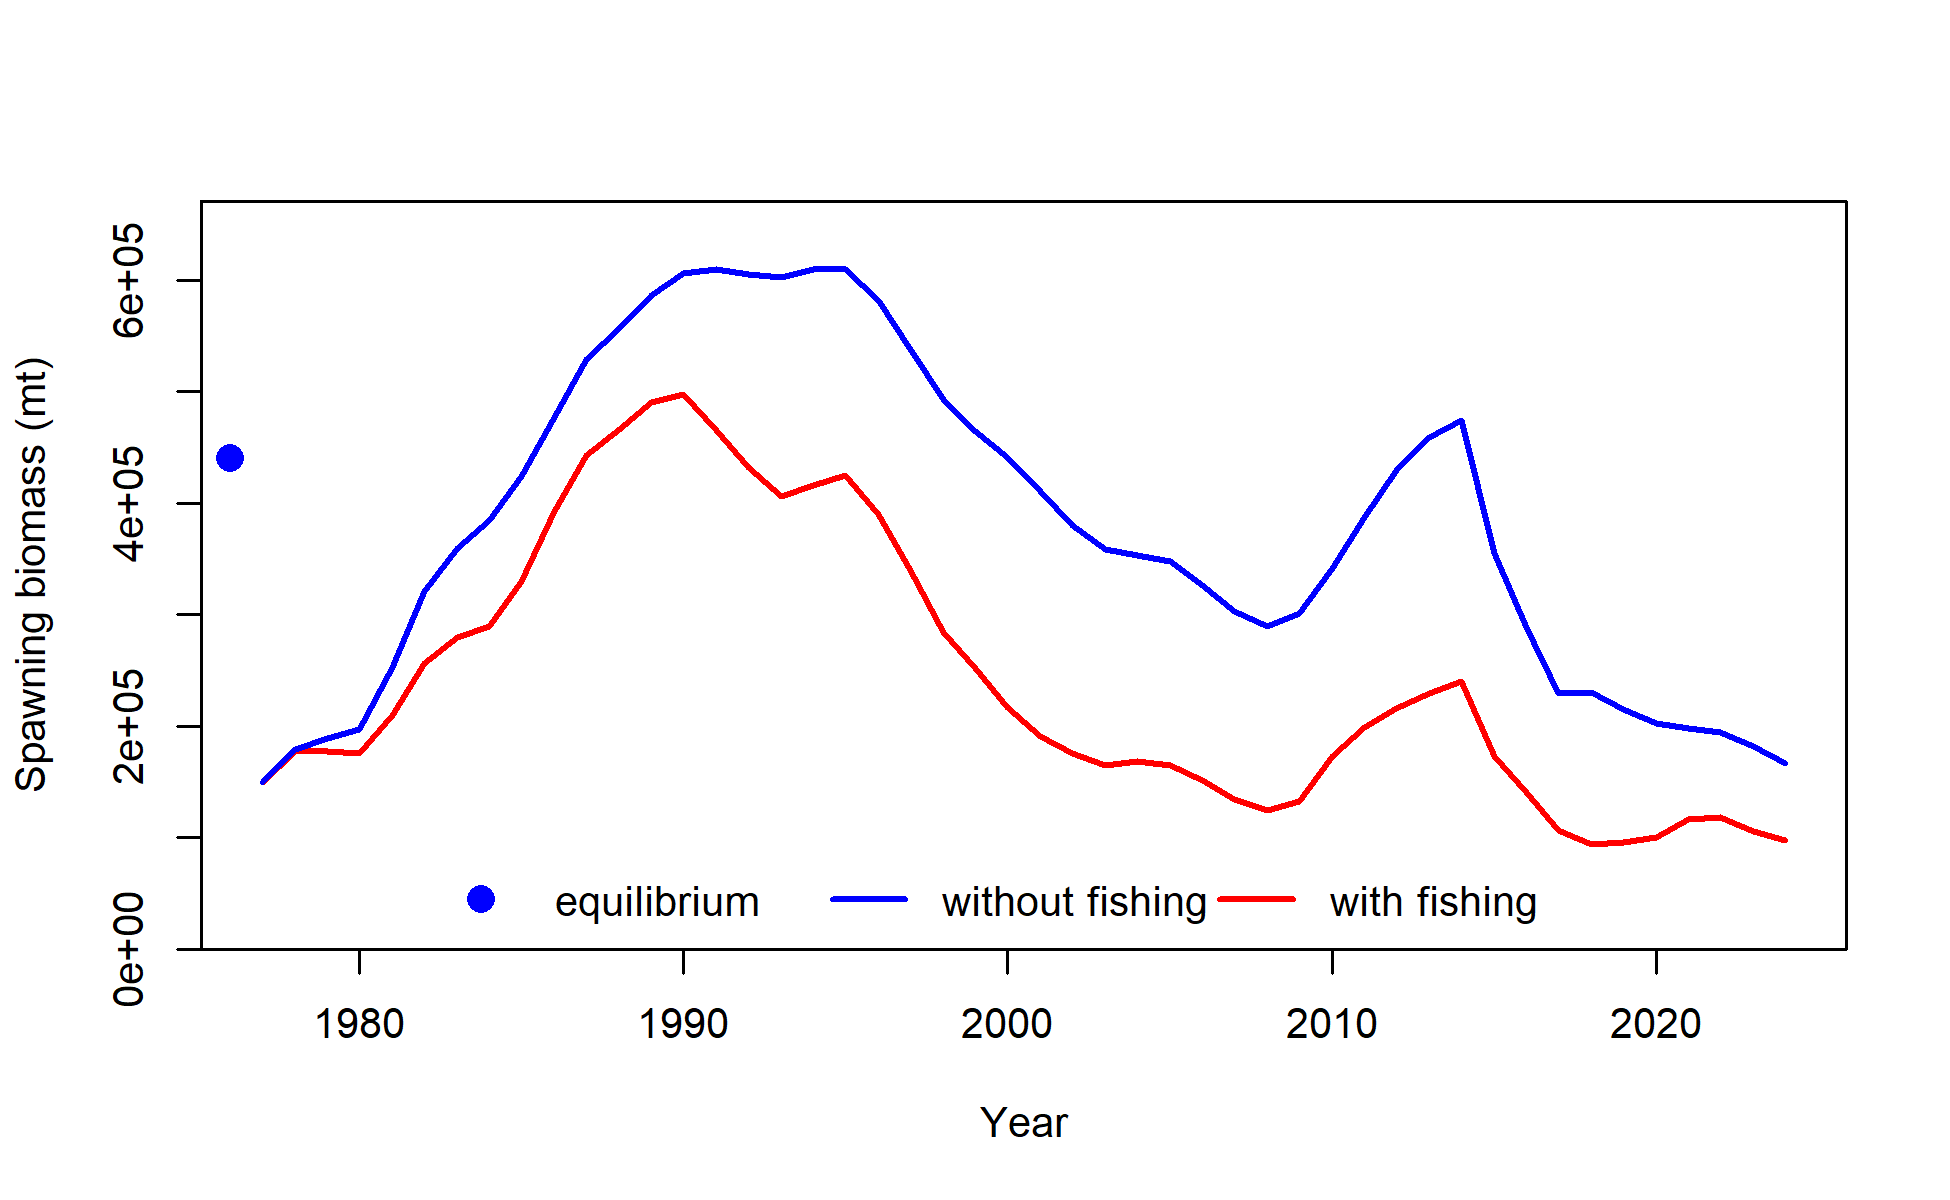 Spawning biomass (mt)
6e+05
4e+05
2e+05
0e+00
equilibrium without fishing with fishing
1980 1990 2000 2010 2020
Year